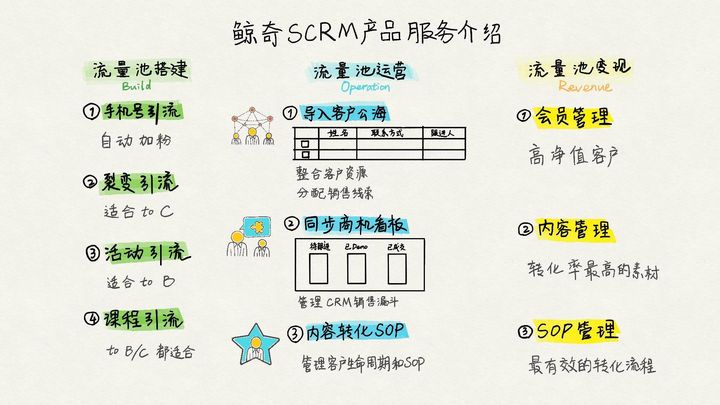 鲸奇SCRM产品服务介绍
流量池搭建
Build
① 手机号引流
自动加粉
② 裂变引流
适合 to C
③ 活动引流
适合 to B
④ 课程引流
to B/C 都适合
流量池运营
Operation
① 导入客户公海
姓名 联系方式 跟进人
整合客户资源
分配销售线索
② 同步商机看板
待跟进 已Demo 已成交
管理CRM销售漏斗
③ 内容转化SOP
管理客户生命周期和SOP
流量池变现
Revenue
① 会员管理
高净值客户
② 内容管理
转化率最高的素材
③ SOP管理
最有效的转化流程